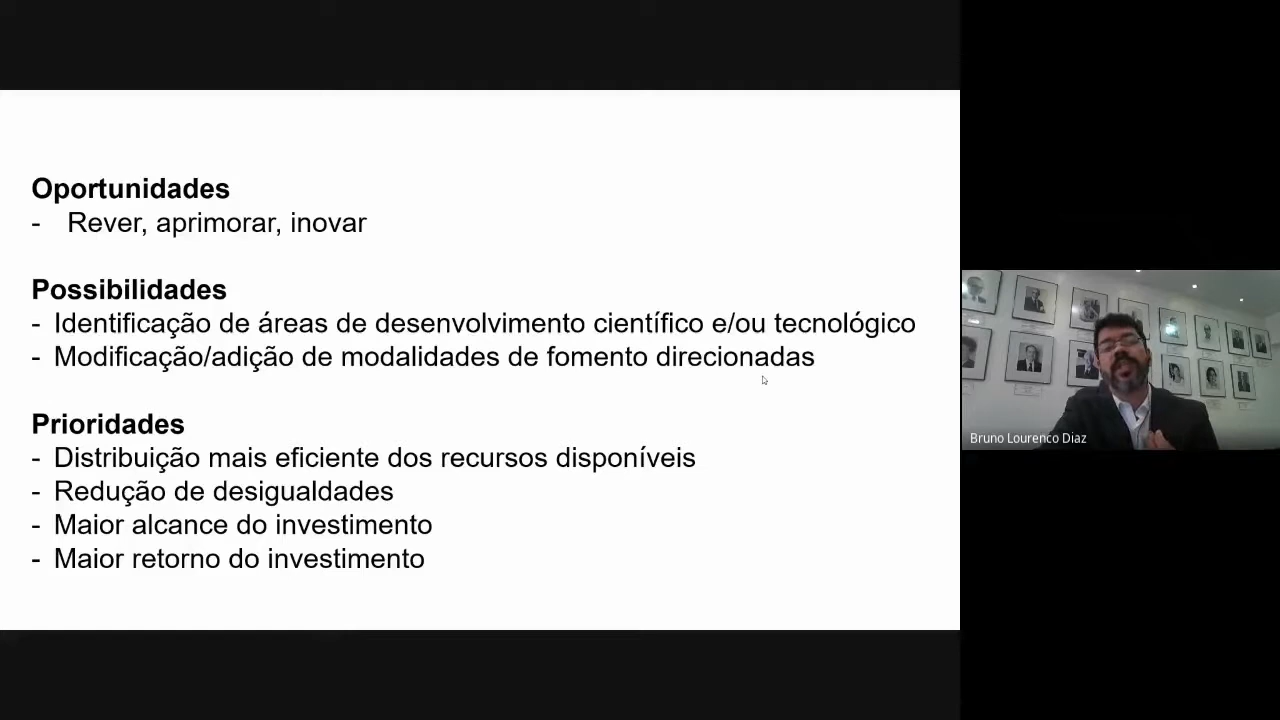 Oportunidades
- Rever, aprimorar, inovar
Possibilidades
- Identificação de áreas de desenvolvimento científico e/ou tecnológico
- Modificação/adição de modalidades de fomento direcionadas
Prioridades
- Distribuição mais eficiente dos recursos disponíveis
- Redução de desigualdades
- Maior alcance do investimento
- Maior retorno do investimento
Bruno Lourenco Diaz